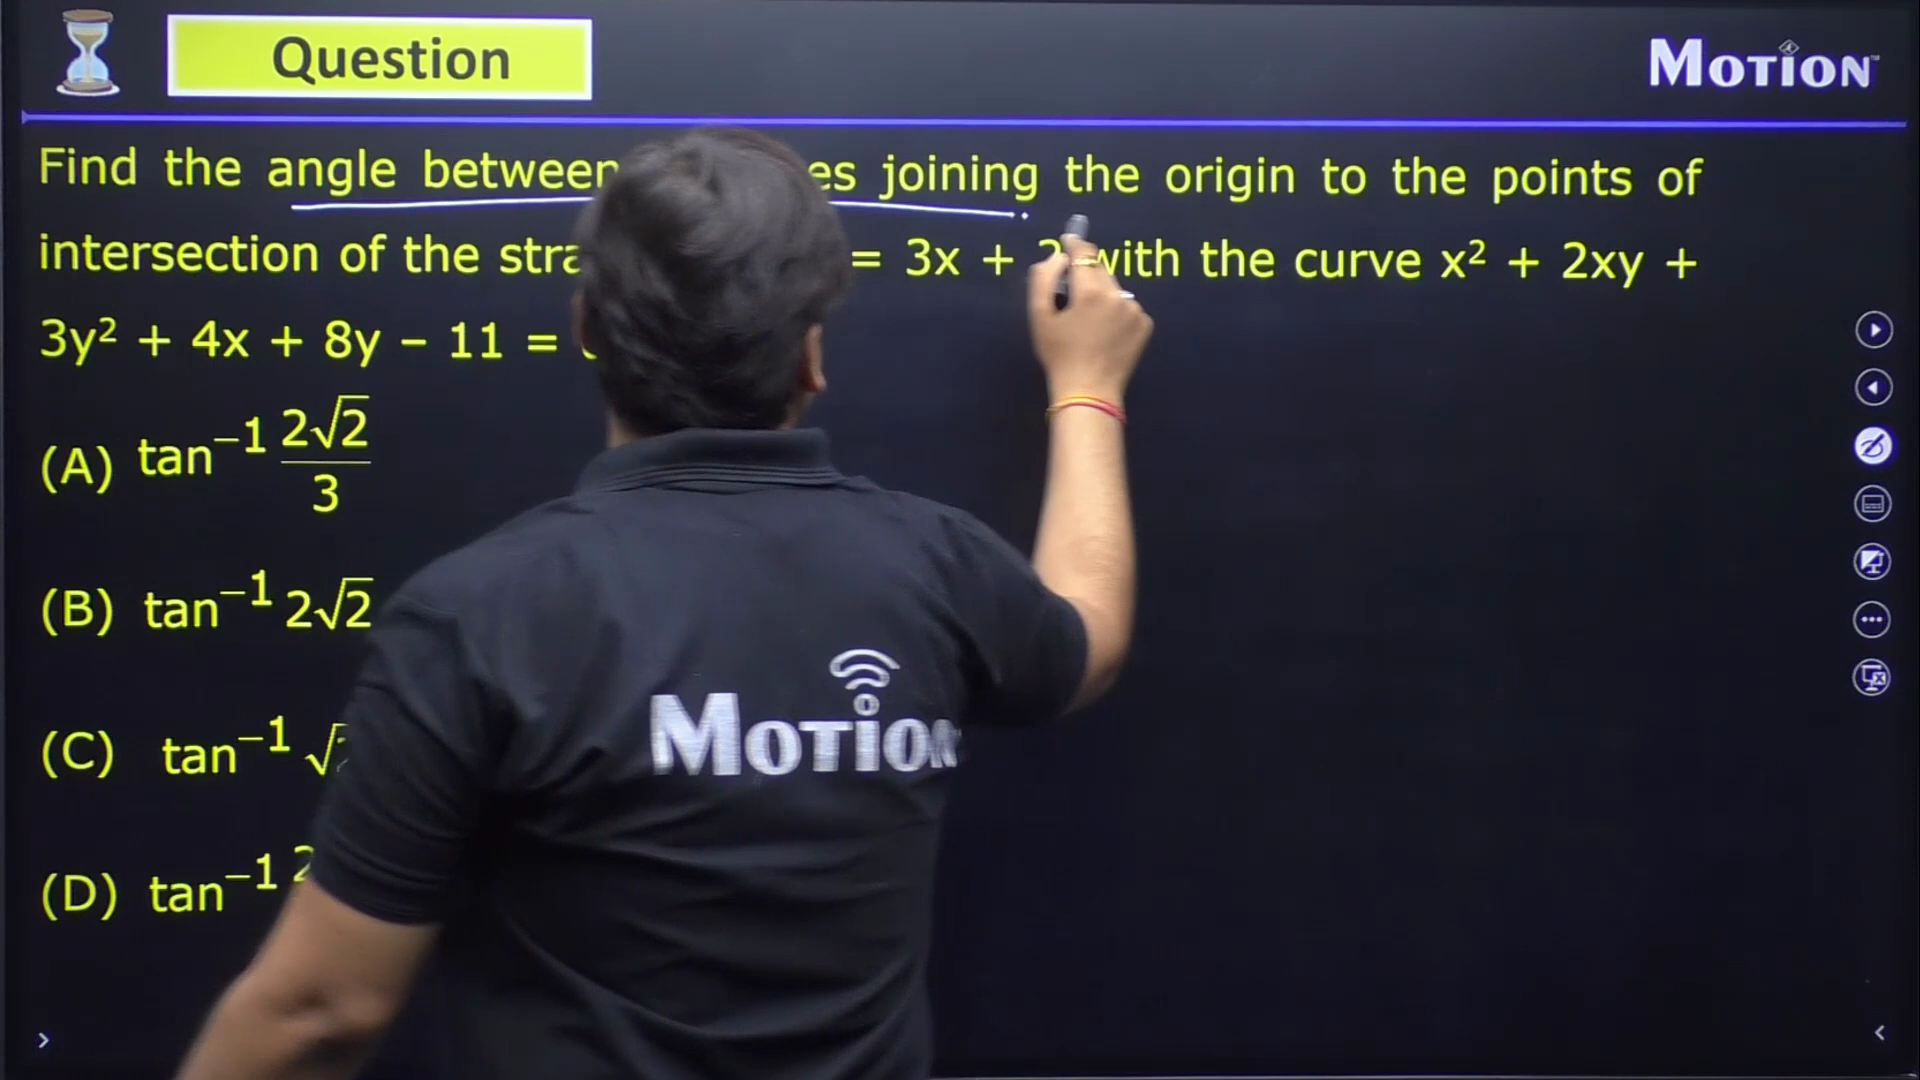 Question
MOTION
Find the angle between joining the origin to the points of
intersection of the = 3x + with the curve x² + 2xy +
3y² + 4x + 8y – 11 =
(A) tan⁻¹ 2√2/3
(B) tan⁻¹ 2√2
(C) tan⁻¹ √
(D) tan⁻¹ 2
MOTION